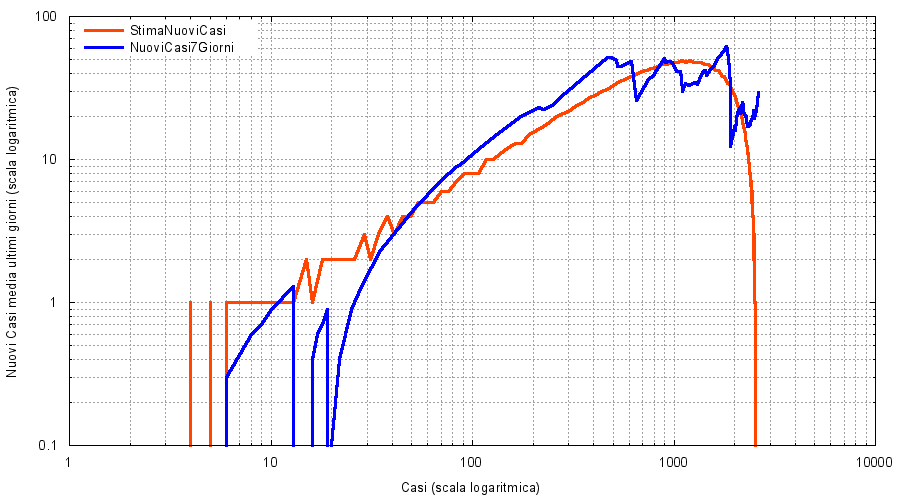 100
StimaNuoviCasi
NuoviCasi7Giorni
10
1
0.1
Nuovi Casi media ultimi giorni (scala logaritmica)
1
10
100
1000
10000
Casi (scala logaritmica)